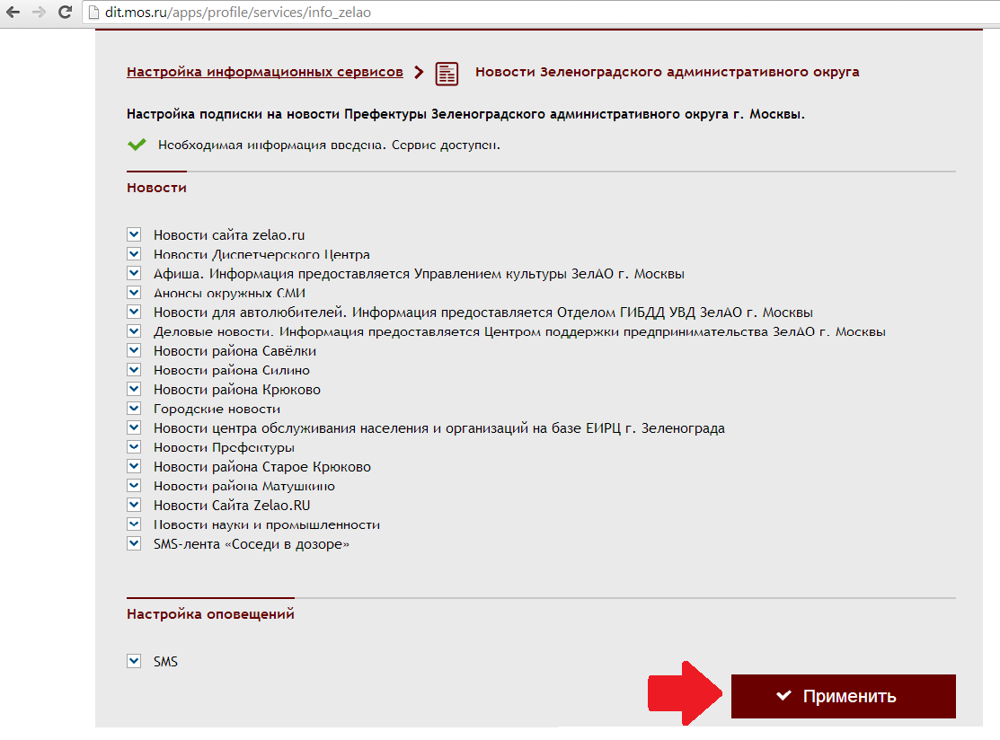 dit.mos.ru/apps/profile/services/info_zelao
Настройка информационных сервисов Новости Зеленоградского административного округа
Настройка подписки на новости Префектуры Зеленоградского административного округа г. Москвы.
Необходимая информация введена. Сервис доступен.
Новости
Новости сайта zelao.ru
Новости Диспетчерского Центра
Афиша. Информация предоставляется Управлением культуры ЗелАО г. Москвы
Анонсы окружных СМИ
Новости для автолюбителей. Информация предоставляется Отделом ГИБДД УВД ЗелАО г. Москвы
Деловые новости. Информация предоставляется Центром поддержки предпринимательства ЗелАО г. Москвы
Новости района Савёлки
Новости района Силино
Новости района Крюково
Городские новости
Новости центра обслуживания населения и организаций на базе ЕИРЦ г. Зеленограда
Новости Префектуры
Новости района Старое Крюково
Новости района Матушкино
Новости Сайта Zelao.RU
Новости науки и промышленности
SMS-лента «Соседи в дозоре»
Настройка оповещений
SMS
Применить